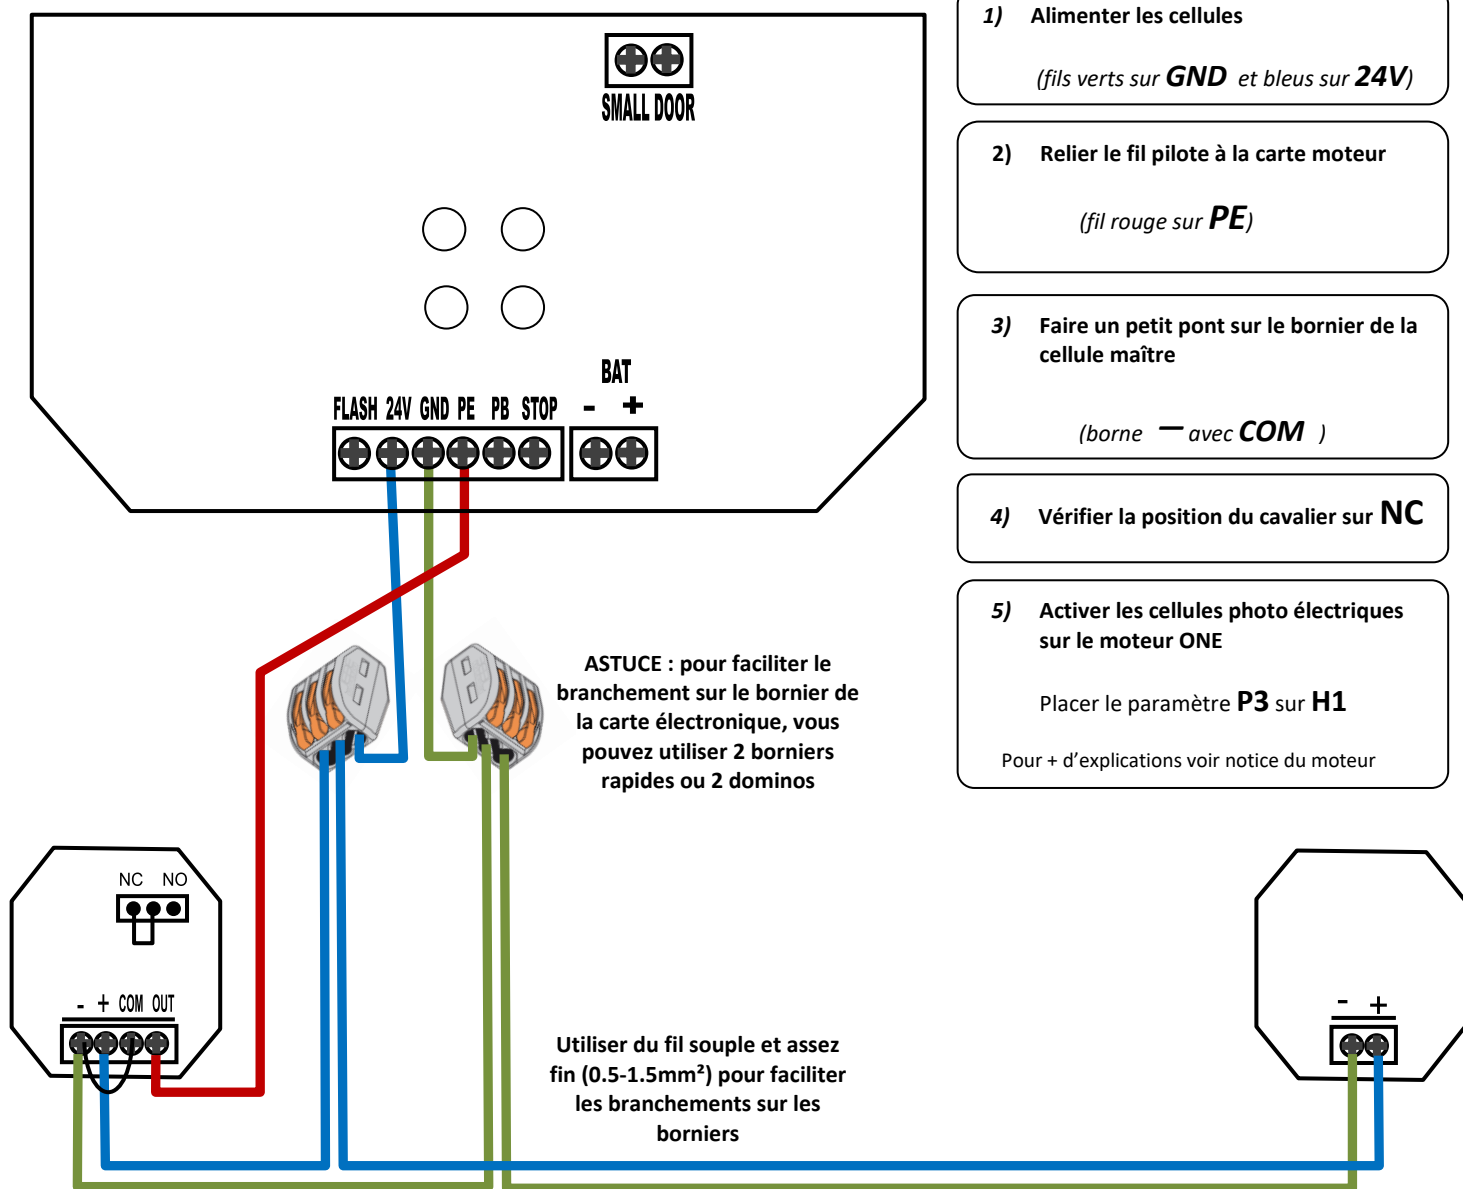 SMALL DOOR
BAT
FLASH 24V GND PE PB STOP - +
1) Alimenter les cellules
(fils verts sur GND et bleus sur 24V)
2) Relier le fil pilote à la carte moteur
(fil rouge sur PE)
3) Faire un petit pont sur le bornier de la
cellule maître
(borne — avec COM )
4) Vérifier la position du cavalier sur NC
5) Activer les cellules photo électriques
sur le moteur ONE
Placer le paramètre P3 sur H1
Pour + d'explications voir notice du moteur
ASTUCE : pour faciliter le
branchement sur le bornier de
la carte électronique, vous
pouvez utiliser 2 borniers
rapides ou 2 dominos
NC NO
- + COM OUT
Utiliser du fil souple et assez
fin (0.5-1.5mm²) pour faciliter
les branchements sur les
borniers
- +